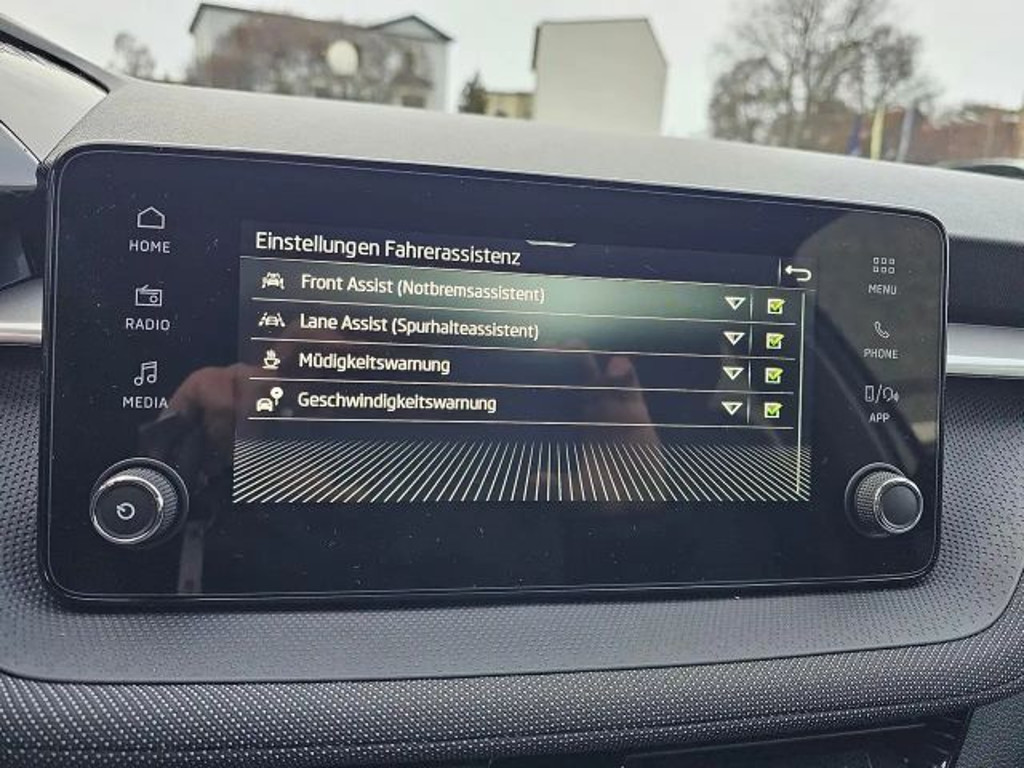 HOME
RADIO
MEDIA
Einstellungen Fahrerassistenz
Front Assist (Notbremsassistent)
Lane Assist (Spurhalteassistent)
Müdigkeitswarnung
Geschwindigkeitswarnung
MENU
PHONE
APP